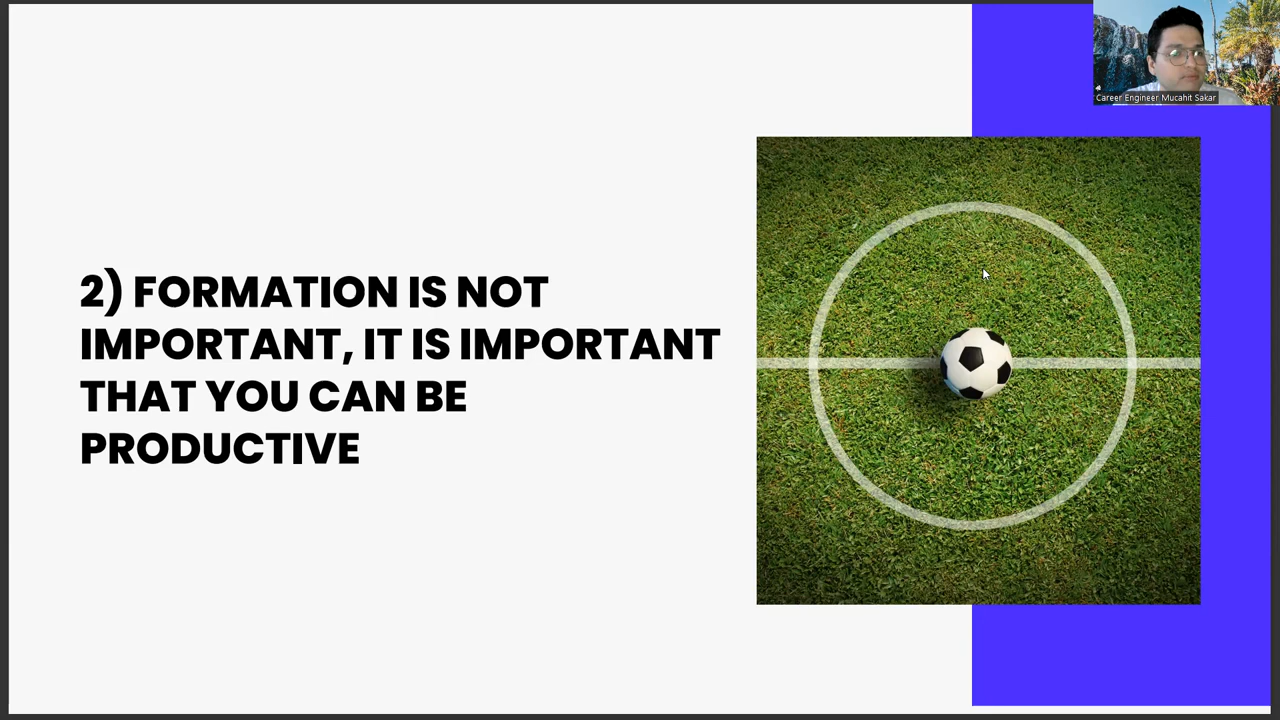 Career Engineer Mucahit Sakar
2) FORMATION IS NOT
IMPORTANT, IT IS IMPORTANT
THAT YOU CAN BE
PRODUCTIVE